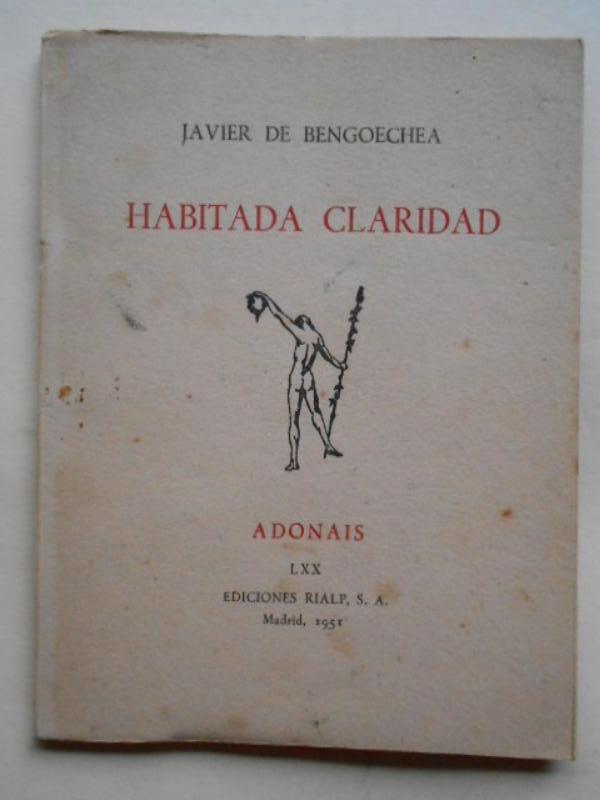 JAVIER DE BENGOECHEA
HABITADA CLARIDAD
ADONAIS
LXX
EDICIONES RIALP, S. A.
Madrid, 1951